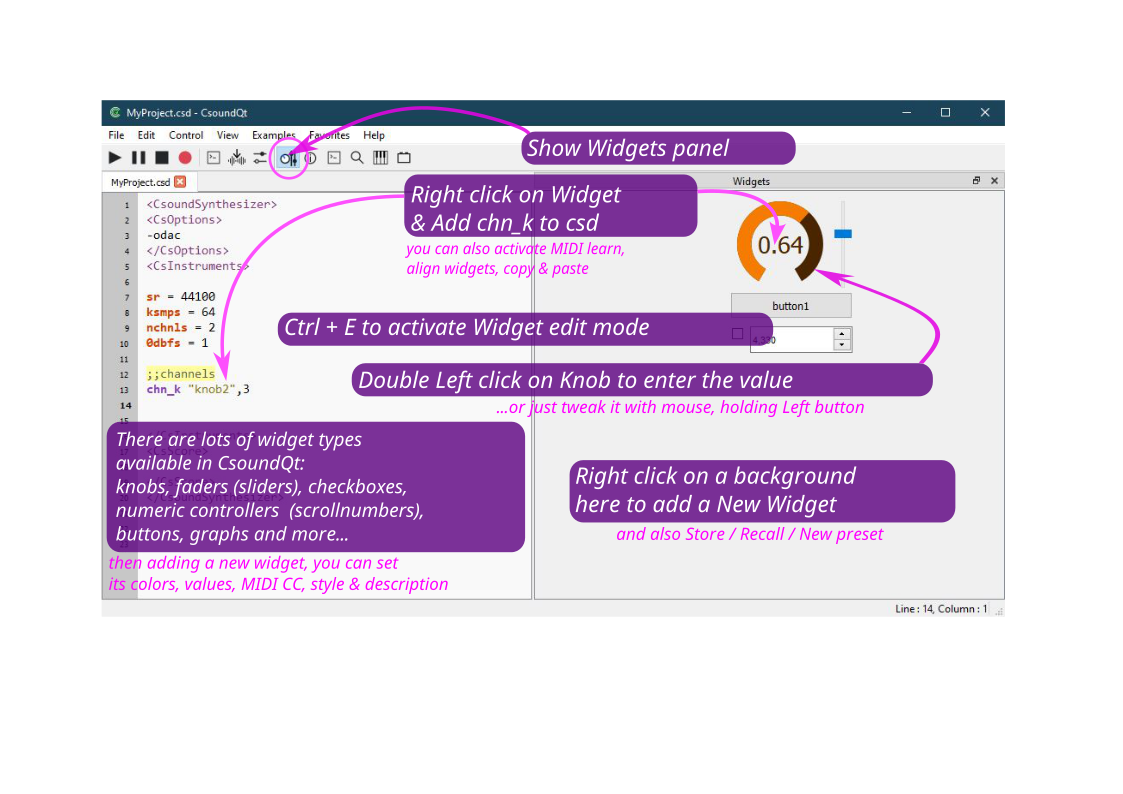 MyProject.csd - CsoundQt
File Edit Control View Examples Favorites Help
Show Widgets panel
MyProject.csd
Widgets
Right click on Widget
& Add chn_k to csd
you can also activate MIDI learn,
align widgets, copy & paste
0.64
button1
1 <CsoundSynthesizer>
2 <CsOptions>
3 -odac
4 </CsOptions>
5 <CsInstruments>
6
7 sr = 44100
8 ksmps = 64
9 nchnls = 2
10 0dbfs = 1
11
12 ;;channels
13 chn_k "knob2",3
14
15
Ctrl + E to activate Widget edit mode
Double Left click on Knob to enter the value
...or just tweak it with mouse, holding Left button
There are lots of widget types
available in CsoundQt:
knobs, faders (sliders), checkboxes,
numeric controllers (scrollnumbers),
buttons, graphs and more...
then adding a new widget, you can set
its colors, values, MIDI CC, style & description
Right click on a background
here to add a New Widget
and also Store / Recall / New preset
Line : 14, Column : 1